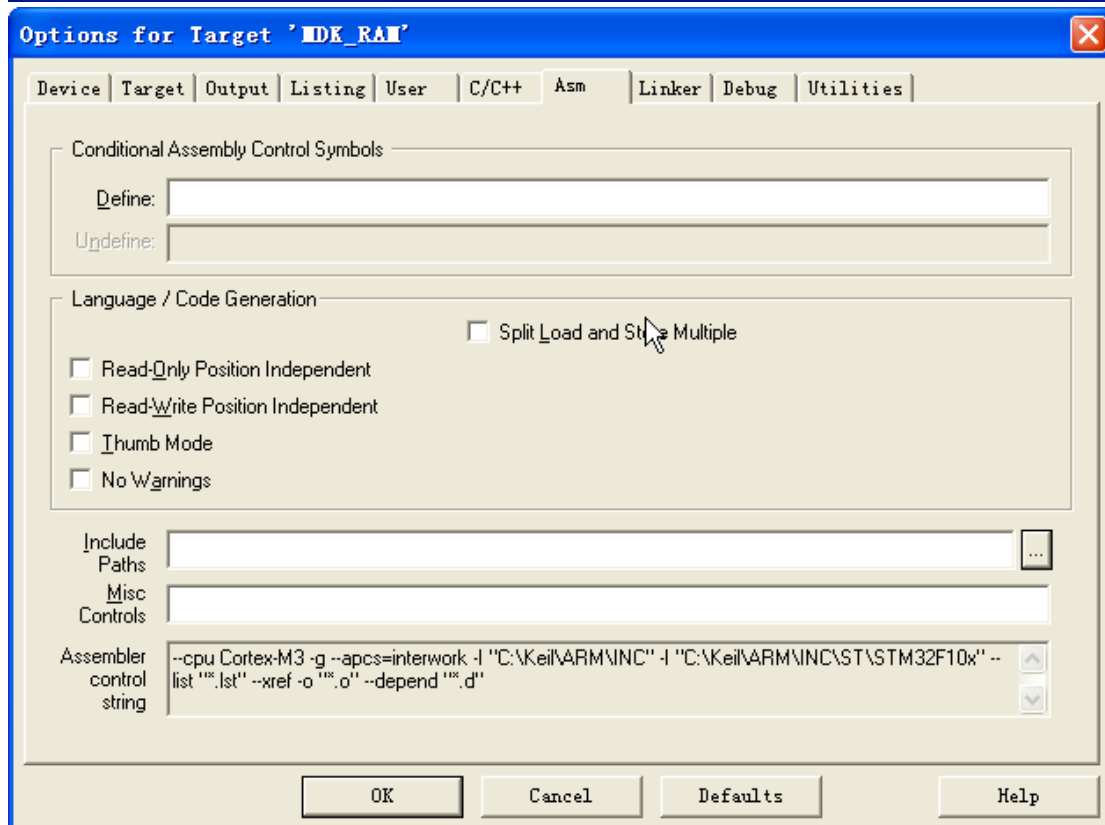 Options for Target 'MDK_RAM'
Device Target Output Listing User C/C++ Asm Linker Debug Utilities
Conditional Assembly Control Symbols
Define:
Undefine:
Language / Code Generation
Split Load and Store Multiple
Read-Only Position Independent
Read-Write Position Independent
Thumb Mode
No Warnings
Include
Paths
...
Misc
Controls
Assembler
control
string
--cpu Cortex-M3 -g --apcs=interwork -I "C:\Keil\ARM\INC" -I "C:\Keil\ARM\INC\ST\STM32F10x" --
list "*.lst" --xref -o "*.o" --depend "*.d"
OK Cancel Defaults Help